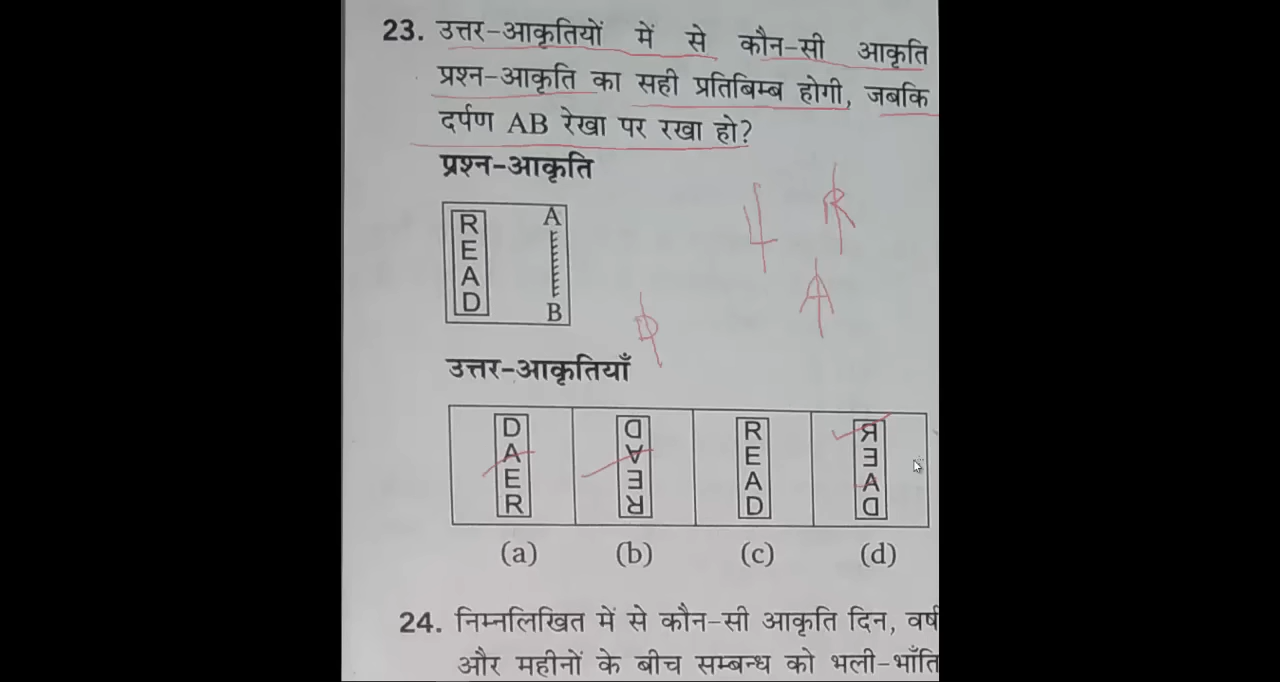 23. उत्तर-आकृतियों में से कौन-सी आकृति
प्रश्न-आकृति का सही प्रतिबिम्ब होगी, जबकि
दर्पण AB रेखा पर रखा हो?
प्रश्न-आकृति
R
E
A
D
A
B
उत्तर-आकृतियाँ
D
A
E
R
D
A
E
R
R
E
A
D
R
E
A
D
(a) (b) (c) (d)
24. निम्नलिखित में से कौन-सी आकृति दिन, वर्ष
और महीनों के बीच सम्बन्ध को भली-भाँति